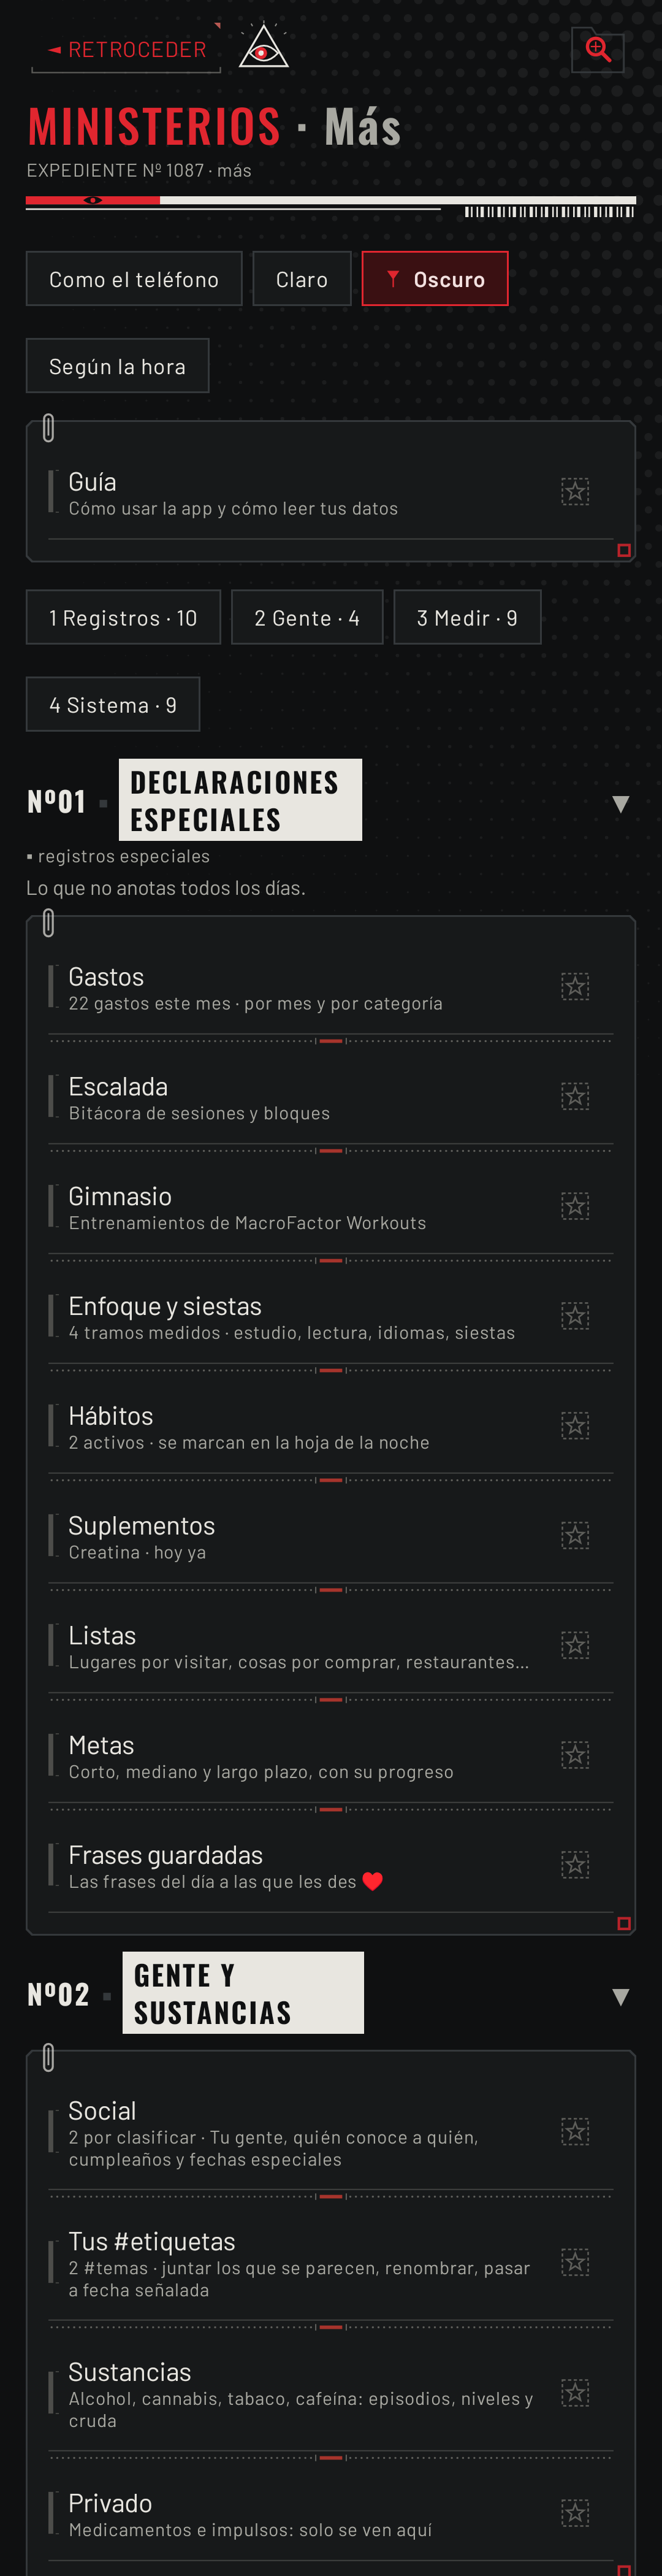 ◄ RETROCEDER
MINISTERIOS · Más
EXPEDIENTE Nº 1087 · más
Como el teléfono
Claro
Oscuro
Según la hora
Guía
Cómo usar la app y cómo leer tus datos
1 Registros · 10
2 Gente · 4
3 Medir · 9
4 Sistema · 9
Nº01
DECLARACIONES
ESPECIALES
▪ registros especiales
Lo que no anotas todos los días.
Gastos
22 gastos este mes · por mes y por categoría
Escalada
Bitácora de sesiones y bloques
Gimnasio
Entrenamientos de MacroFactor Workouts
Enfoque y siestas
4 tramos medidos · estudio, lectura, idiomas, siestas
Hábitos
2 activos · se marcan en la hoja de la noche
Suplementos
Creatina · hoy ya
Listas
Lugares por visitar, cosas por comprar, restaurantes…
Metas
Corto, mediano y largo plazo, con su progreso
Frases guardadas
Las frases del día a las que les des ♥
Nº02
GENTE Y
SUSTANCIAS
Social
2 por clasificar · Tu gente, quién conoce a quién,
cumpleaños y fechas especiales
Tus #etiquetas
2 #temas · juntar los que se parecen, renombrar, pasar
a fecha señalada
Sustancias
Alcohol, cannabis, tabaco, cafeína: episodios, niveles y
cruda
Privado
Medicamentos e impulsos: solo se ven aquí